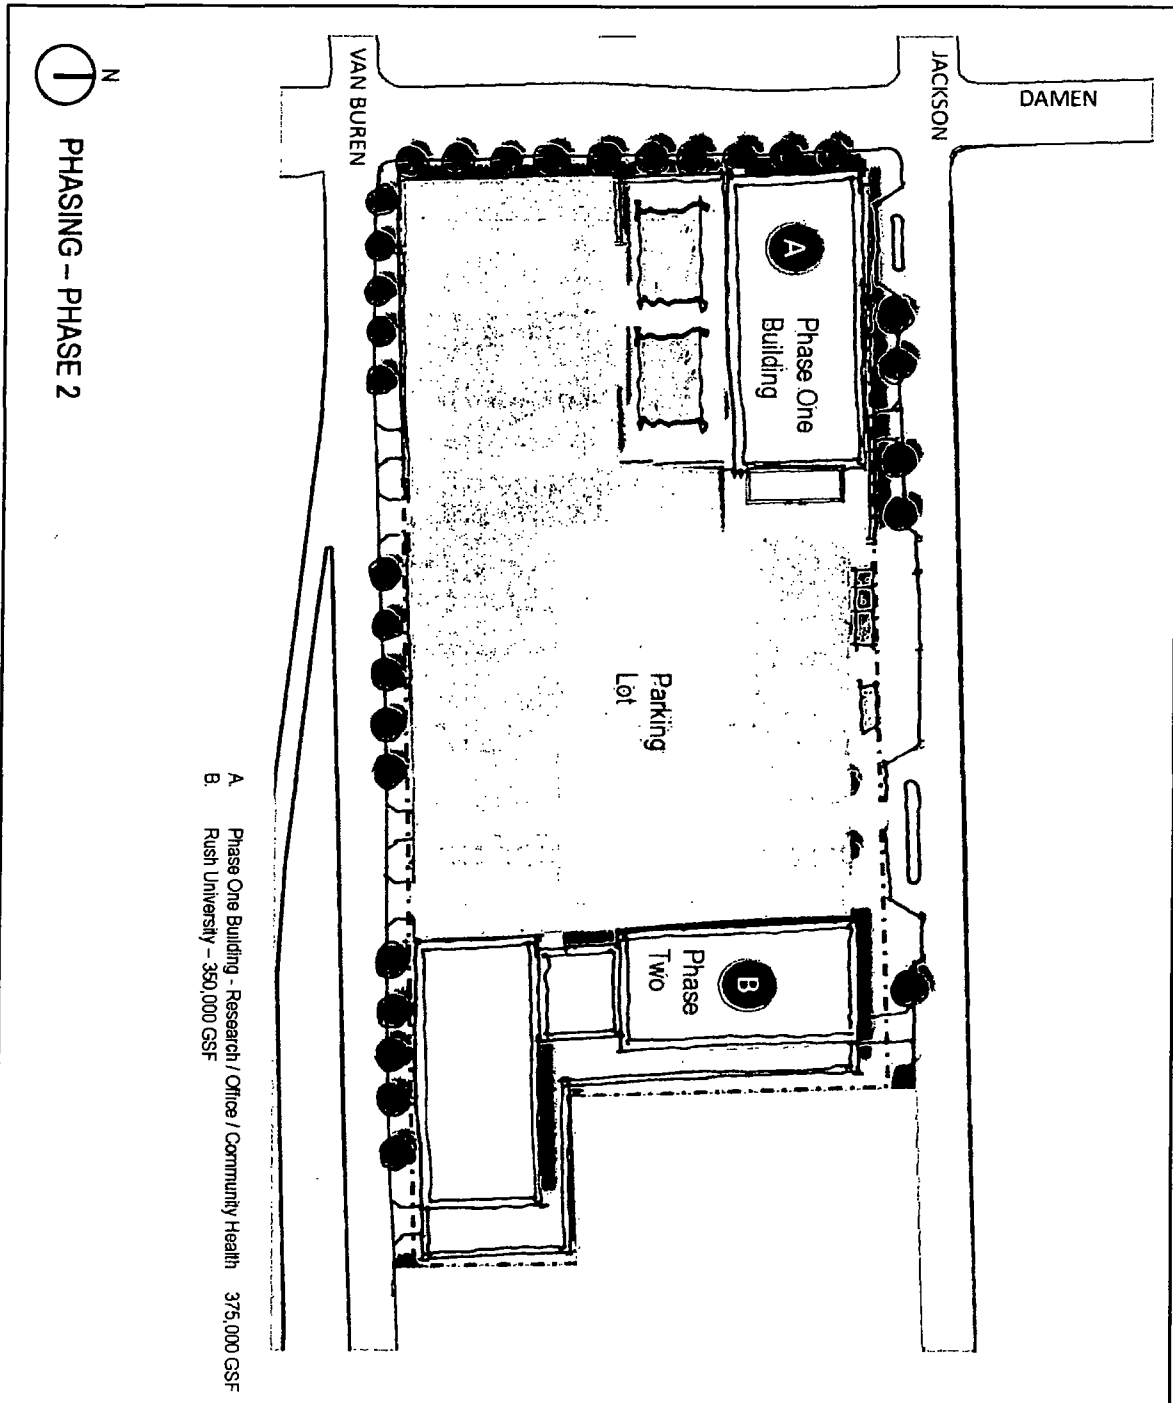 DAMEN
JACKSON
VAN BUREN
N
A
Phase One
Building
Parking
Lot
B
Phase
Two
A. Phase One Building - Research / Office / Community Health 375,000 GSF
B. Rush University – 350,000 GSF
PHASING – PHASE 2